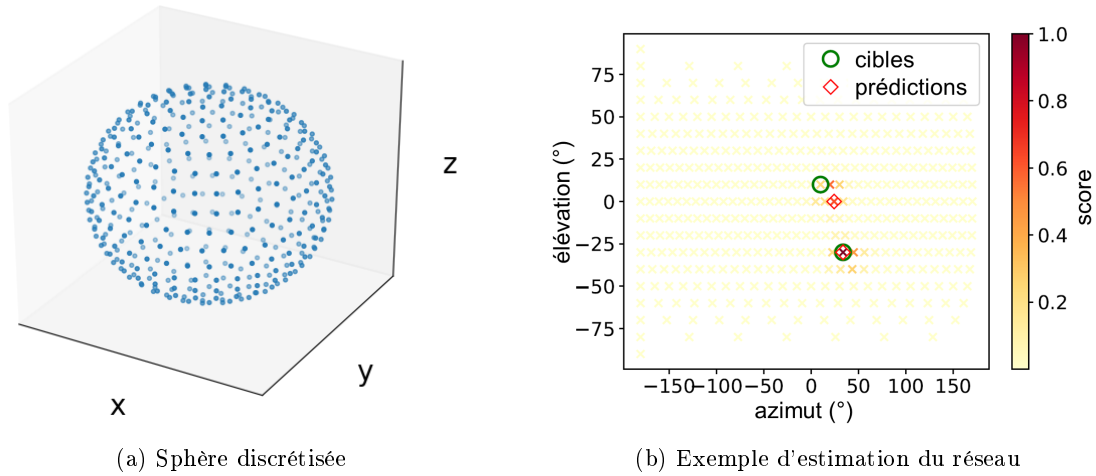 z
y
x
(a) Sphère discrétisée
cibles
prédictions
75
50
25
0
−25
−50
−75
élévation (°)
−150
−100
−50
0
50
100
150
azimut (°)
1.0
0.8
0.6
0.4
0.2
score
(b) Exemple d'estimation du réseau